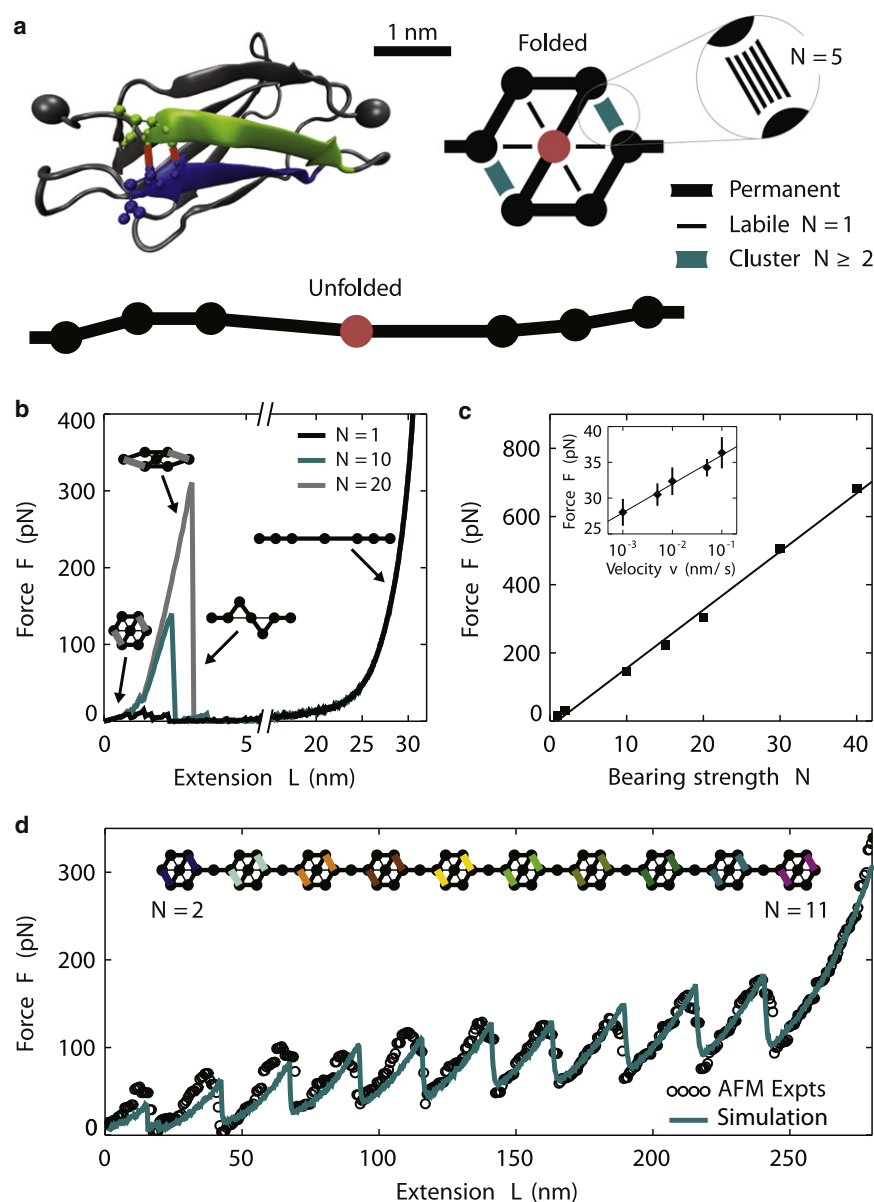 a
1 nm
Folded
N = 5
Permanent
Labile N = 1
Cluster N ≥ 2
Unfolded
b
400
300
200
100
0
Force F (pN)
N = 1
N = 10
N = 20
0 5 20 25 30
Extension L (nm)
c
800
600
400
200
0
Force F (pN)
40
35
30
25
Force F (pN)
10⁻³ 10⁻² 10⁻¹
Velocity v (nm/s)
0 10 20 30 40
Bearing strength N
d
300
200
100
0
Force F (pN)
N = 2
N = 11
AFM Expts
Simulation
0 50 100 150 200 250
Extension L (nm)